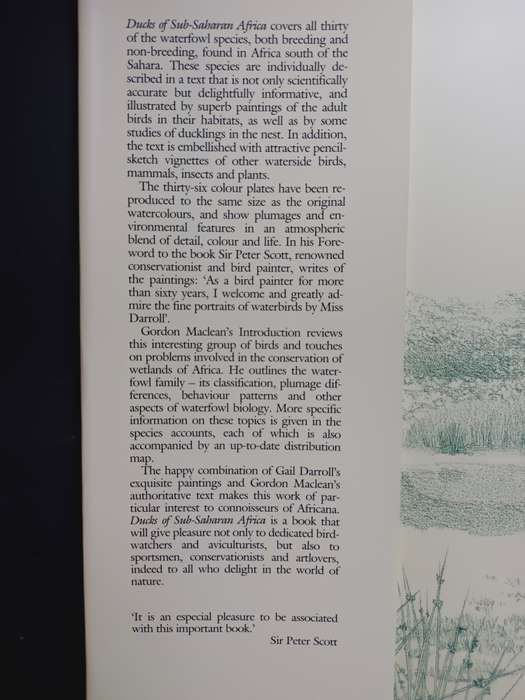 Ducks of Sub-Saharan Africa covers all thirty
of the waterfowl species, both breeding and
non-breeding, found in Africa south of the
Sahara. These species are individually de-
scribed in a text that is not only scientifically
accurate but delightfully informative, and
illustrated by superb paintings of the adult
birds in their habitats, as well as by some
studies of ducklings in the nest. In addition,
the text is embellished with attractive pencil-
sketch vignettes of other waterside birds,
mammals, insects and plants.
The thirty-six colour plates have been re-
produced to the same size as the original
watercolours, and show plumages and en-
vironmental features in an atmospheric
blend of detail, colour and life. In his Fore-
word to the book Sir Peter Scott, renowned
conservationist and bird painter, writes of
the paintings: ‘As a bird painter for more
than sixty years, I welcome and greatly ad-
mire the fine portraits of waterbirds by Miss
Darroll’.
Gordon Maclean's Introduction reviews
this interesting group of birds and touches
on problems involved in the conservation of
wetlands of Africa. He outlines the water-
fowl family – its classification, plumage dif-
ferences, behaviour patterns and other
aspects of waterfowl biology. More specific
information on these topics is given in the
species accounts, each of which is also
accompanied by an up-to-date distribution
map.
The happy combination of Gail Darroll's
exquisite paintings and Gordon Maclean's
authoritative text makes this work of par-
ticular interest to connoisseurs of Africana.
Ducks of Sub-Saharan Africa is a book that
will give pleasure not only to dedicated bird-
watchers and aviculturists, but also to
sportsmen, conservationists and artlovers,
indeed to all who delight in the world of
nature.
‘It is an especial pleasure to be associated
with this important book.’
Sir Peter Scott